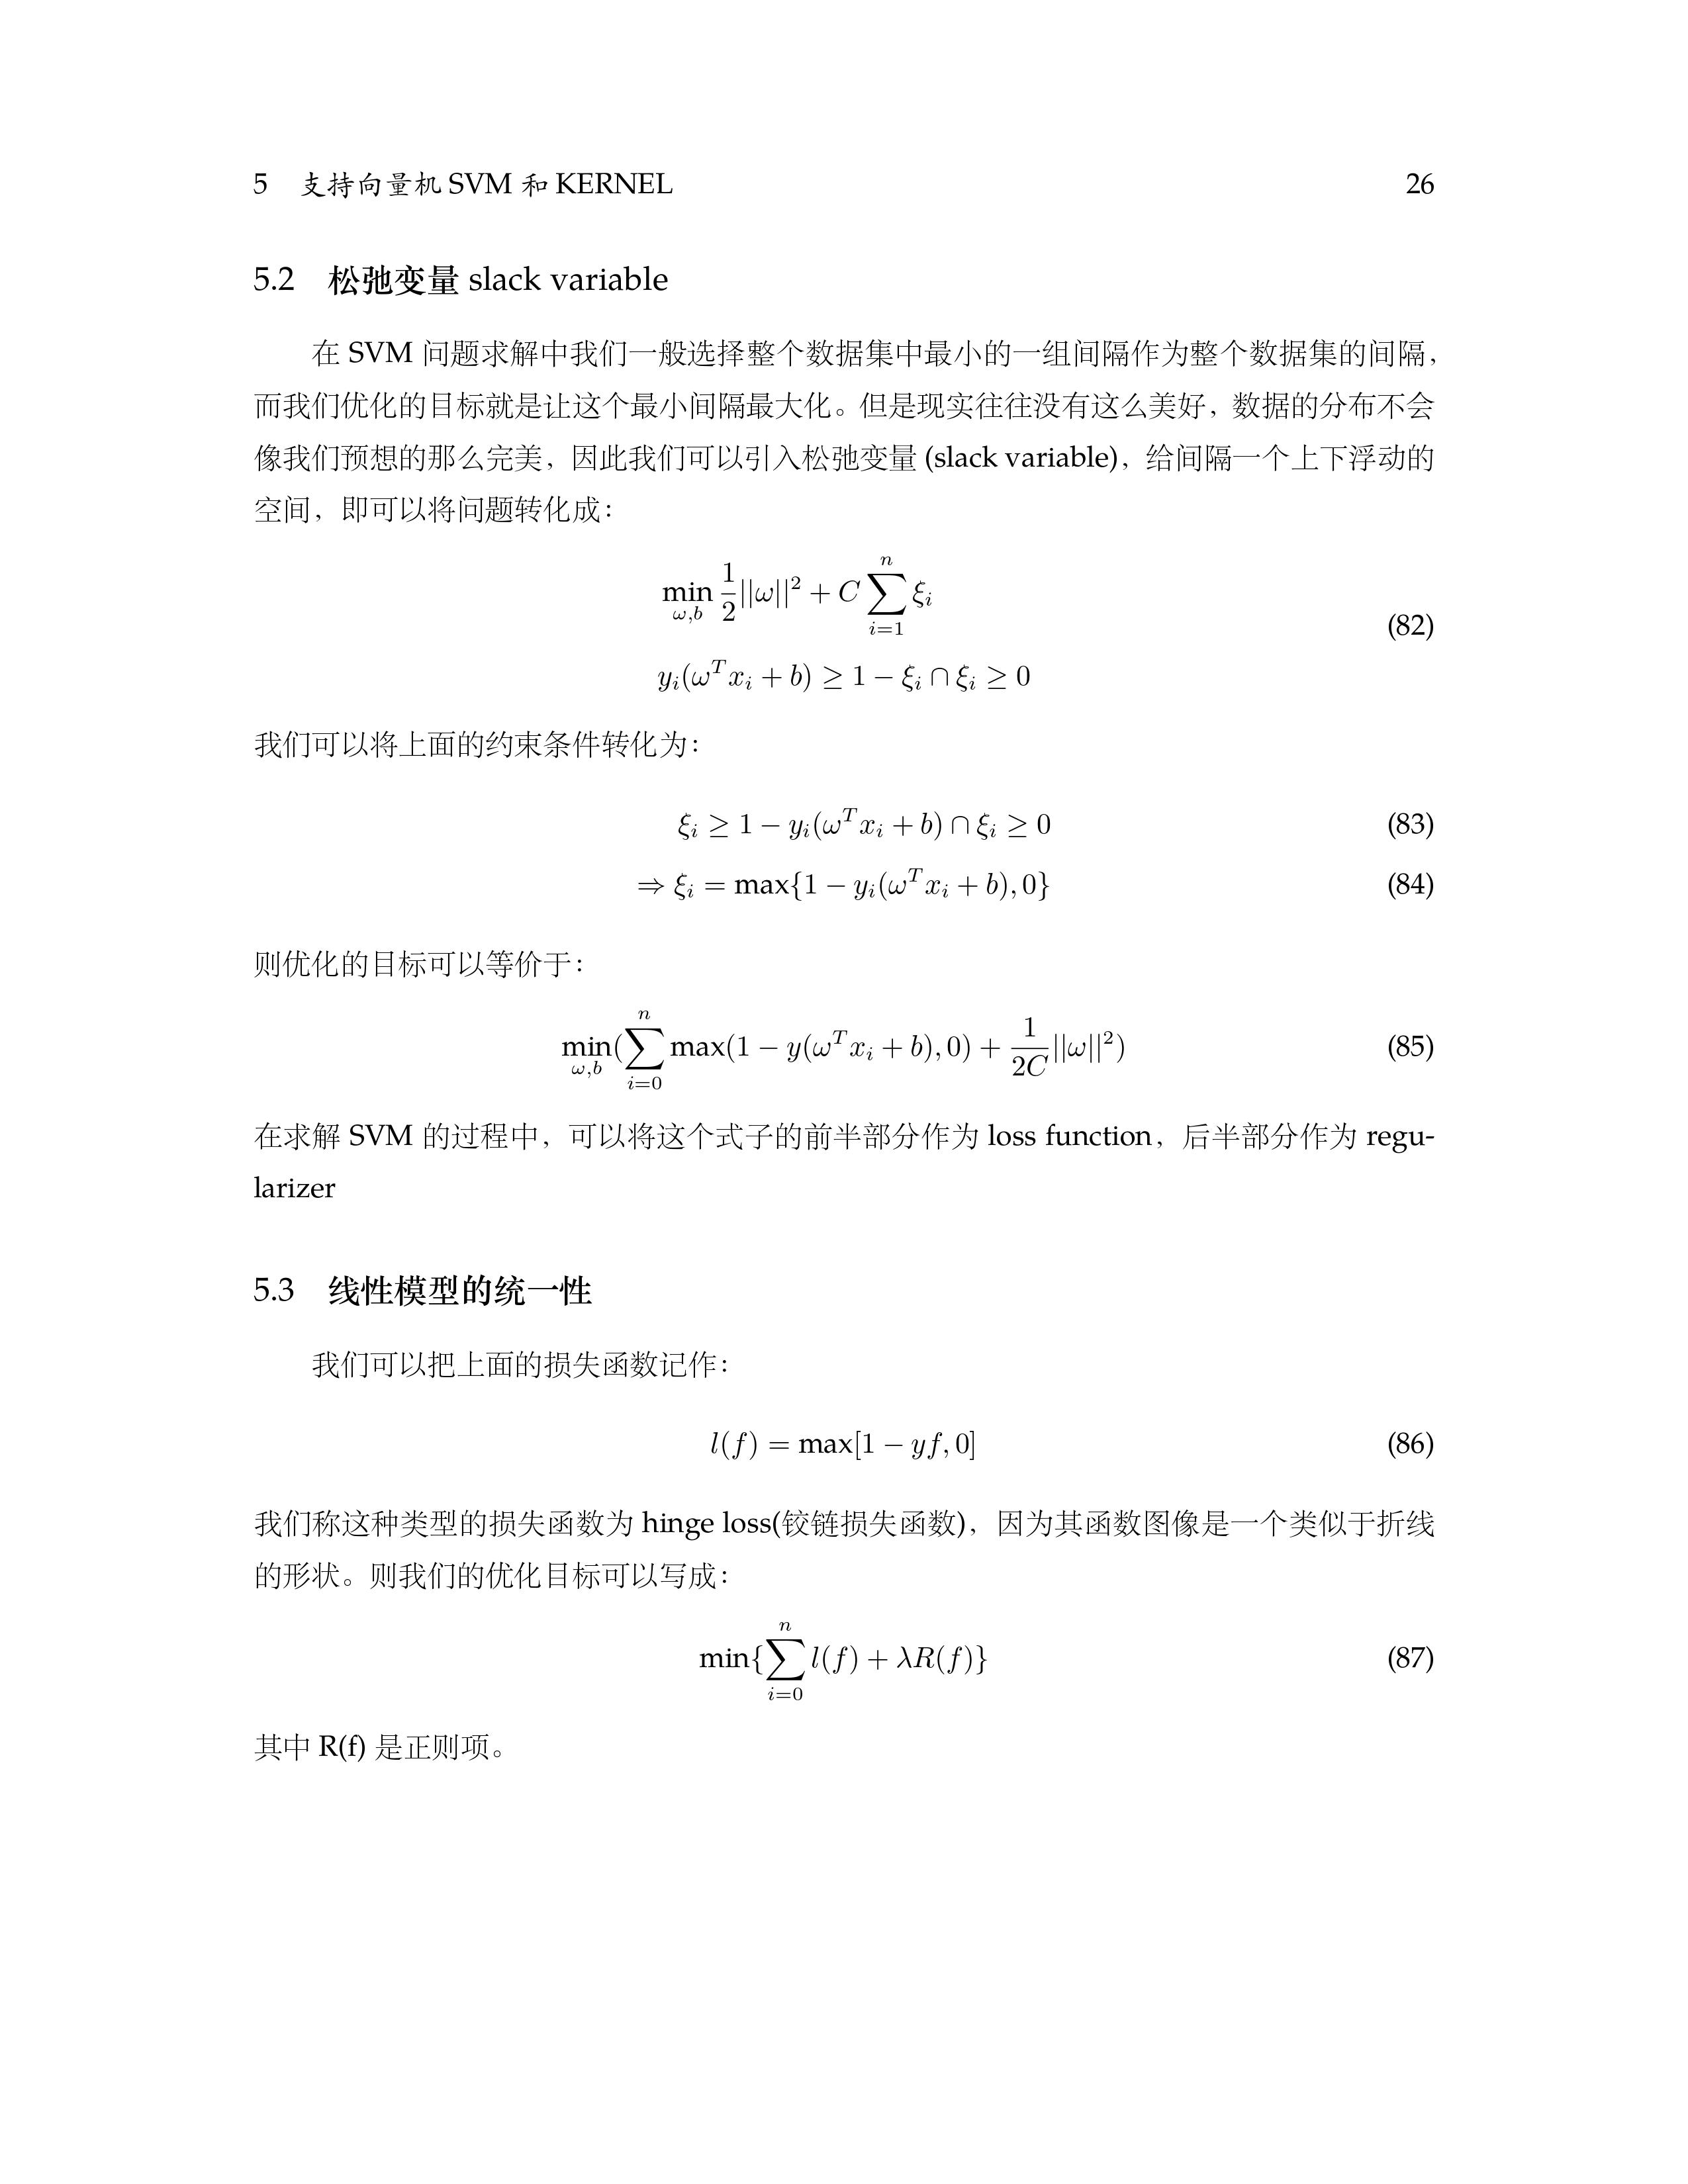 5 支持向量机 SVM 和 KERNEL 26
5.2 松弛变量 slack variable
在 SVM 问题求解中我们一般选择整个数据集中最小的一组间隔作为整个数据集的间隔，
而我们优化的目标就是让这个最小间隔最大化。但是现实往往没有这么美好，数据的分布不会
像我们预想的那么完美，因此我们可以引入松弛变量 (slack variable)，给间隔一个上下浮动的
空间，即可以将问题转化成：
\min_{\omega,b} \frac{1}{2}||\omega||^2 + C\sum_{i=1}^{n} \xi_i
y_i(\omega^T x_i + b) \geq 1 - \xi_i \cap \xi_i \geq 0 (82)
我们可以将上面的约束条件转化为：
\xi_i \geq 1 - y_i(\omega^T x_i + b) \cap \xi_i \geq 0 (83)
\Rightarrow \xi_i = \max\{1 - y_i(\omega^T x_i + b), 0\} (84)
则优化的目标可以等价于：
\min_{\omega,b} (\sum_{i=0}^{n} \max(1 - y(\omega^T x_i + b), 0) + \frac{1}{2C}||\omega||^2) (85)
在求解 SVM 的过程中，可以将这个式子的前半部分作为 loss function，后半部分作为 regu-
larizer
5.3 线性模型的统一性
我们可以把上面的损失函数记作：
l(f) = \max[1 - yf, 0] (86)
我们称这种类型的损失函数为 hinge loss(铰链损失函数)，因为其函数图像是一个类似于折线
的形状。则我们的优化目标可以写成：
\min\{\sum_{i=0}^{n} l(f) + \lambda R(f)\} (87)
其中 R(f) 是正则项。